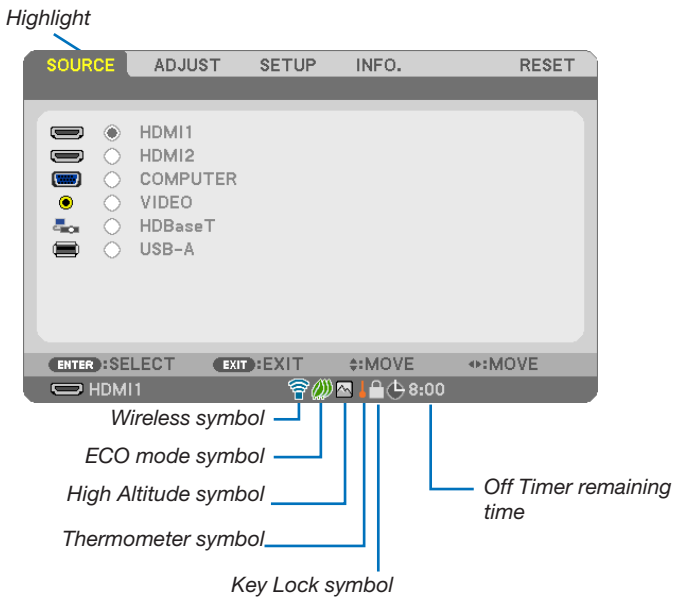 Highlight
SOURCE ADJUST SETUP INFO. RESET
HDMI1
HDMI2
COMPUTER
VIDEO
HDBaseT
USB-A
ENTER:SELECT EXIT:EXIT :MOVE :MOVE
HDMI1 8:00
Wireless symbol
ECO mode symbol
High Altitude symbol
Off Timer remaining
time
Thermometer symbol
Key Lock symbol